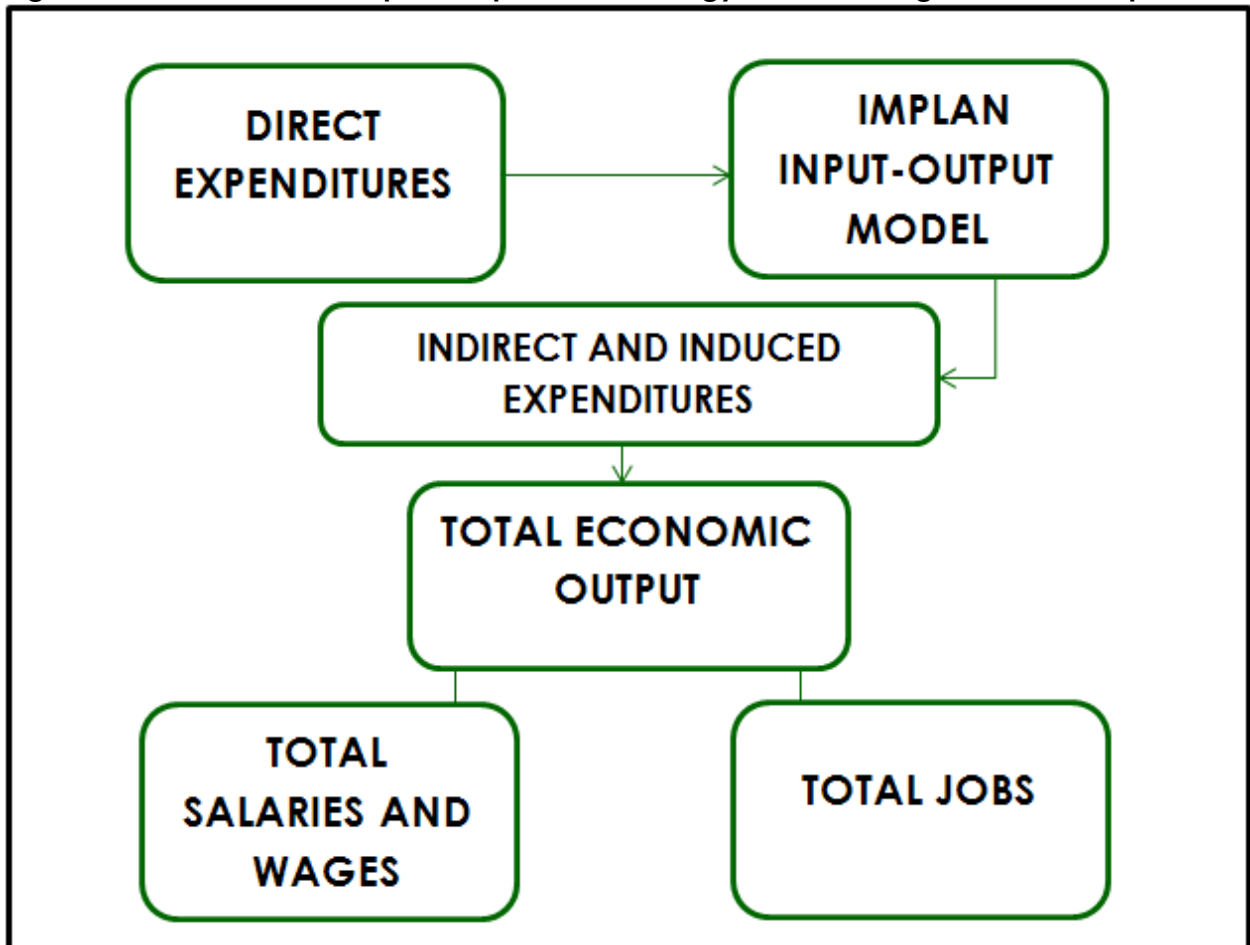 DIRECT
EXPENDITURES
IMPLAN
INPUT-OUTPUT
MODEL
INDIRECT AND INDUCED
EXPENDITURES
TOTAL ECONOMIC
OUTPUT
TOTAL
SALARIES AND
WAGES
TOTAL JOBS